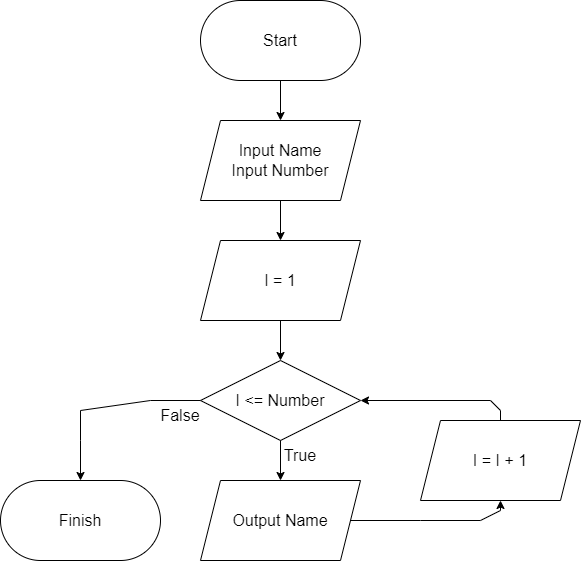 Start
Input Name
Input Number
I = 1
I <= Number
False
True
I = I + 1
Finish
Output Name